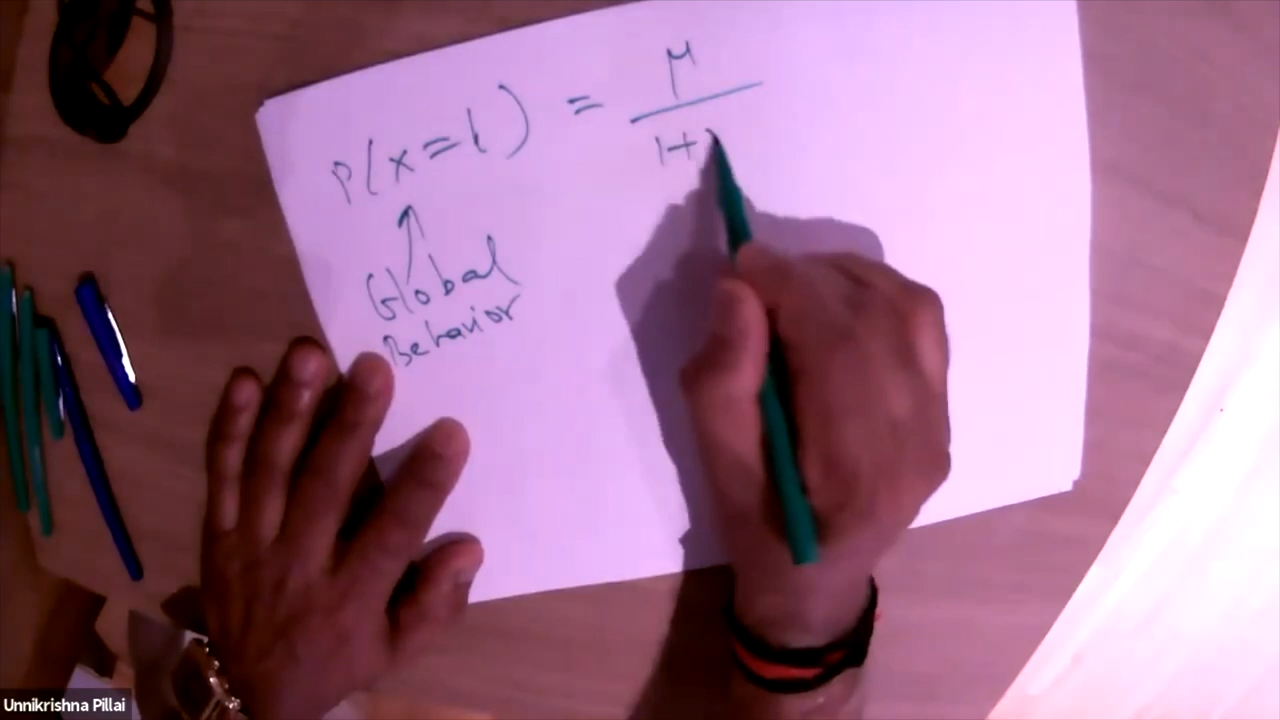 P(x=1) = μ
1+
Global
Behavior
Unnikrishna Pillai